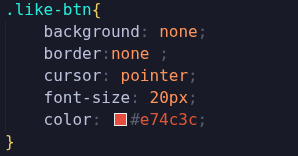 .like-btn{
    background: none;
    border:none ;
    cursor: pointer;
    font-size: 20px;
    color: #e74c3c;
}